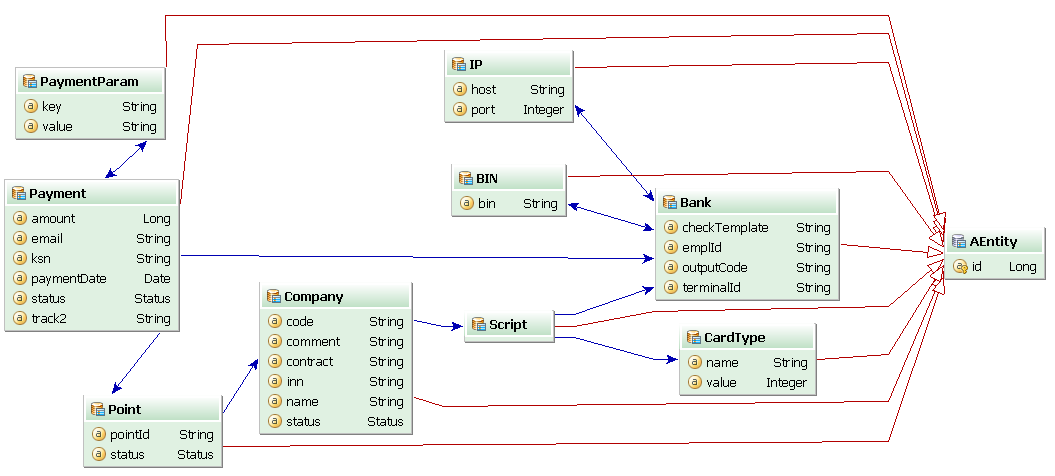 PaymentParam
key String
value String
IP
host String
port Integer
Payment
amount Long
email String
ksn String
paymentDate Date
status Status
track2 String
BIN
bin String
Bank
checkTemplate String
emplId String
outputCode String
terminalId String
AEntity
id Long
Company
code String
comment String
contract String
inn String
name String
status Status
Script
CardType
name String
value Integer
Point
pointId String
status Status